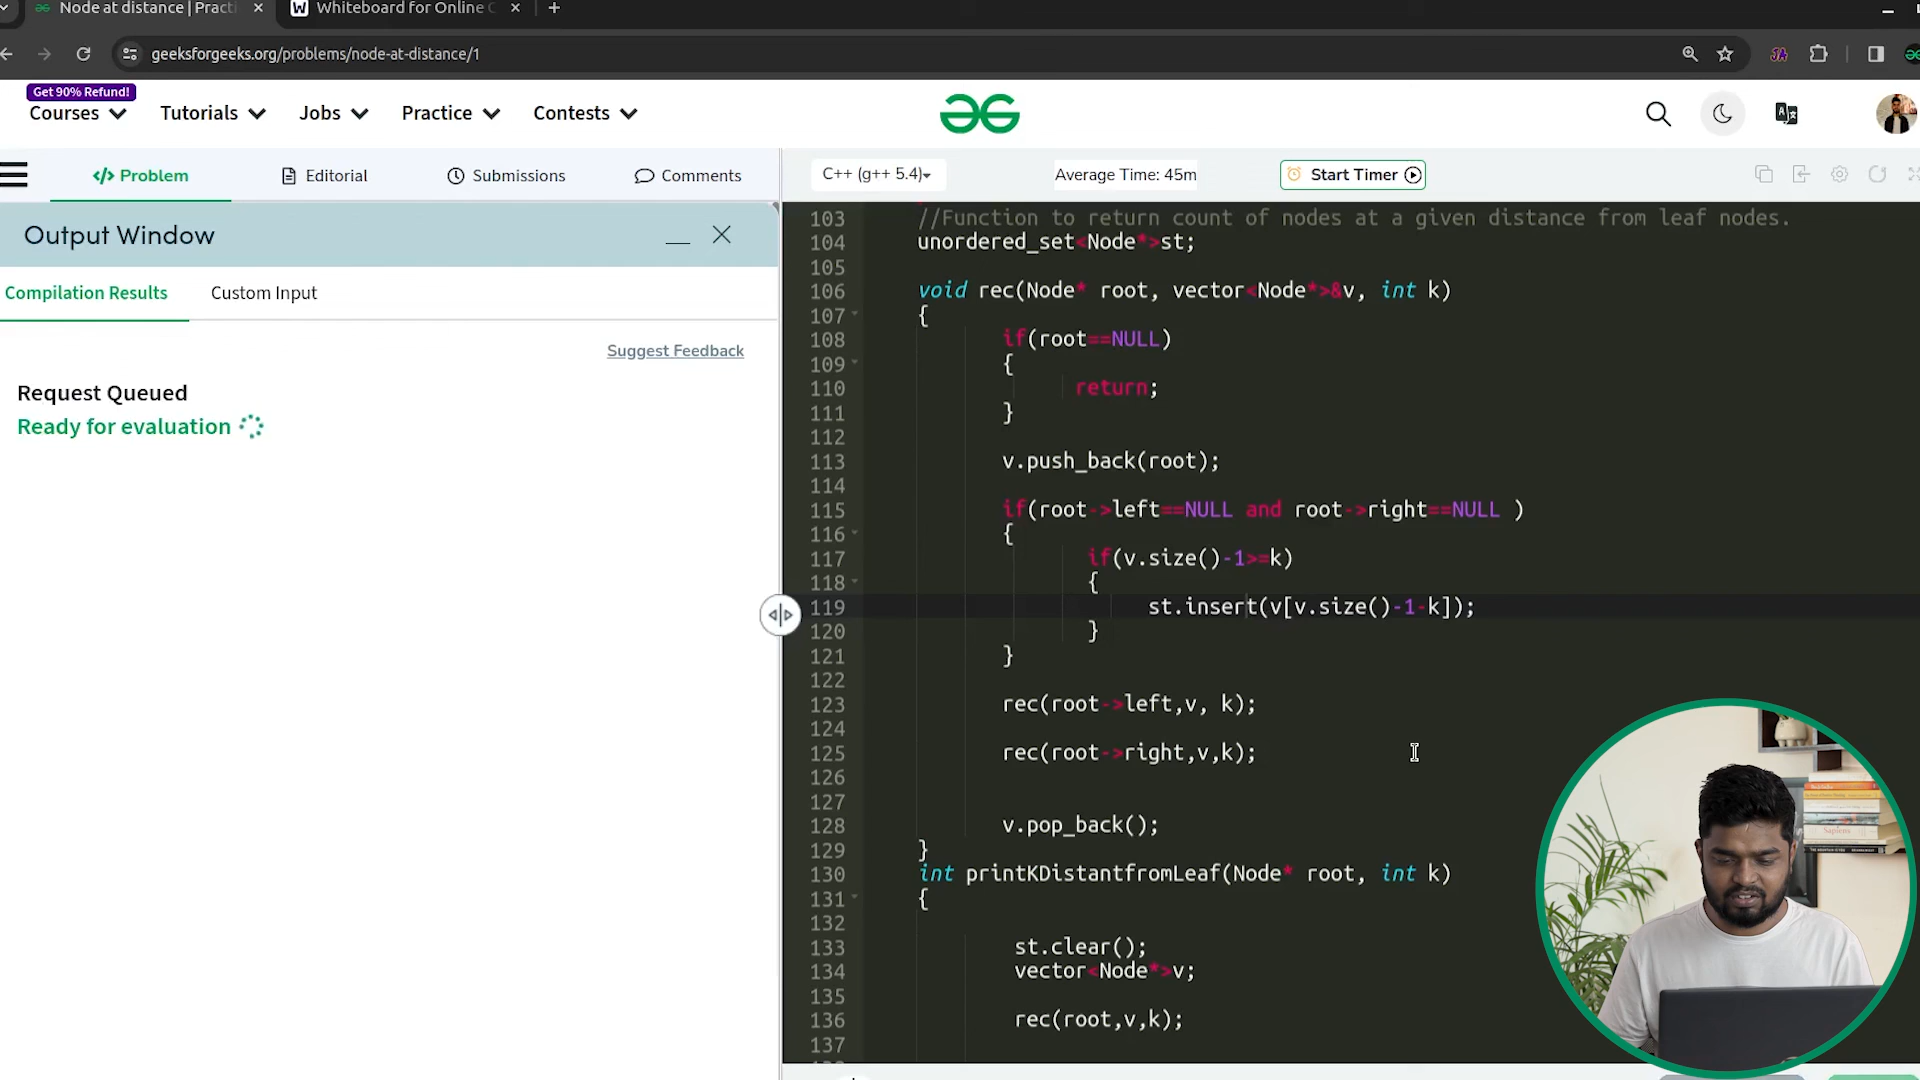 Node at distance | Practi
Whiteboard for Online C
geeksforgeeks.org/problems/node-at-distance/1
Get 90% Refund!
Courses
Tutorials
Jobs
Practice
Contests
Problem
Editorial
Submissions
Comments
C++ (g++ 5.4)
Average Time: 45m
Start Timer
Output Window
Compilation Results
Custom Input
Suggest Feedback
Request Queued
Ready for evaluation
103 //Function to return count of nodes at a given distance from leaf nodes.
104 unordered_set<Node*>st;
105
106 void rec(Node* root, vector<Node*>&v, int k)
107 {
108 if(root==NULL)
109 {
110 return;
111 }
112
113 v.push_back(root);
114
115 if(root->left==NULL and root->right==NULL )
116 {
117 if(v.size()-1>=k)
118 {
119 st.insert(v[v.size()-1-k]);
120 }
121 }
122
123 rec(root->left,v, k);
124
125 rec(root->right,v,k);
126
127
128 v.pop_back();
129 }
130 int printKDistantfromLeaf(Node* root, int k)
131 {
132
133 st.clear();
134 vector<Node*>v;
135
136 rec(root,v,k);
137